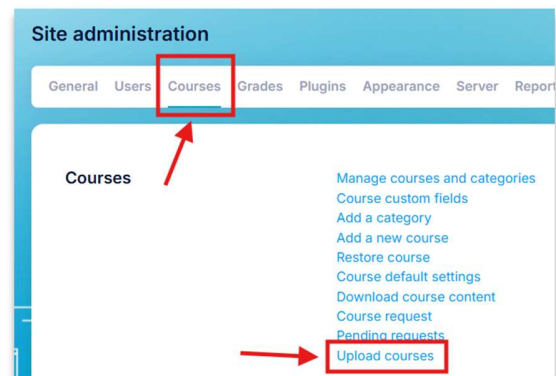 Site administration
General Users Courses Grades Plugins Appearance Server Report
Courses
Manage courses and categories
Course custom fields
Add a category
Add a new course
Restore course
Course default settings
Download course content
Course request
Pending requests
Upload courses